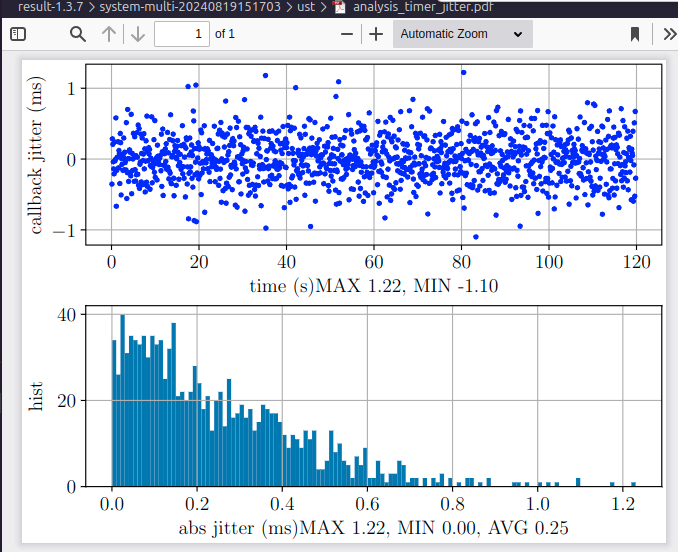 result-1.3.7 > system-multi-20240819151703 > ust > analysis_timer_jitter.pdf
1 of 1
Automatic Zoom
callback jitter (ms)
1
0
−1
0 20 40 60 80 100 120
time (s)MAX 1.22, MIN -1.10
hist
40
20
0
0.0 0.2 0.4 0.6 0.8 1.0 1.2
abs jitter (ms)MAX 1.22, MIN 0.00, AVG 0.25